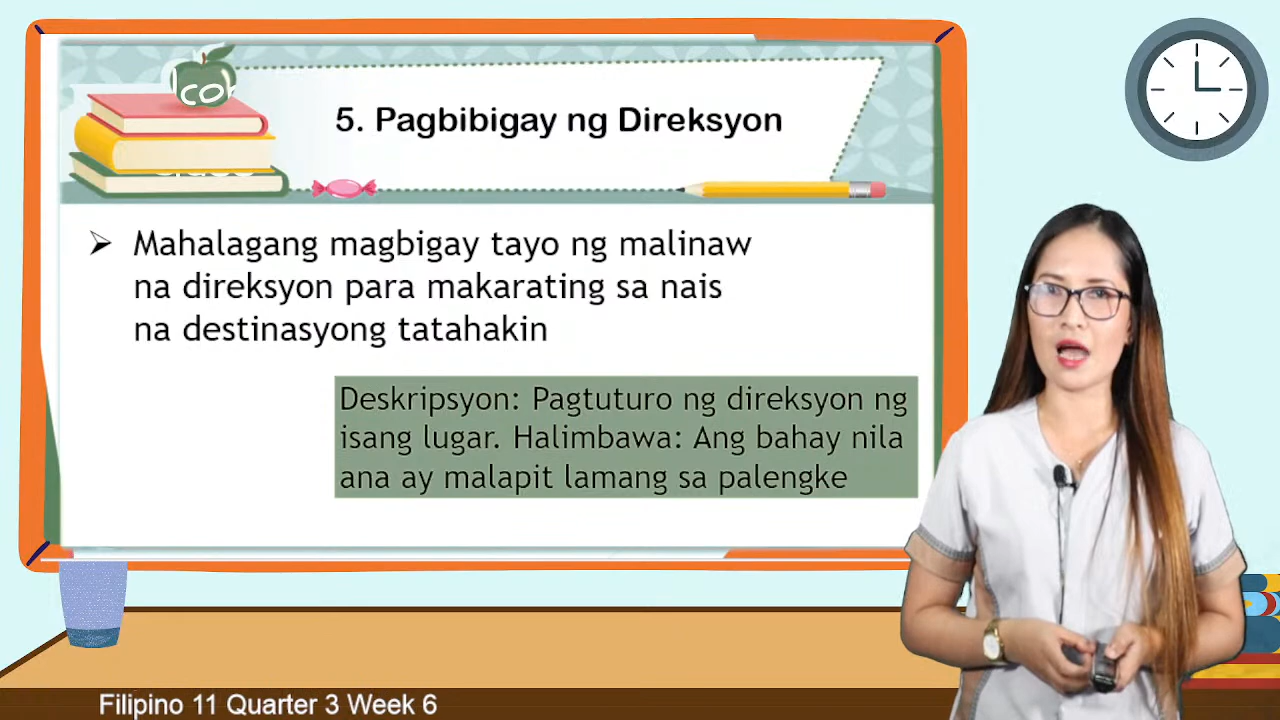 5. Pagbibigay ng Direksyon
Mahalagang magbigay tayo ng malinaw
na direksyon para makarating sa nais
na destinasyong tatahakin
Deskripsyon: Pagtuturo ng direksyon ng
isang lugar. Halimbawa: Ang bahay nila
ana ay malapit lamang sa palengke
Filipino 11 Quarter 3 Week 6